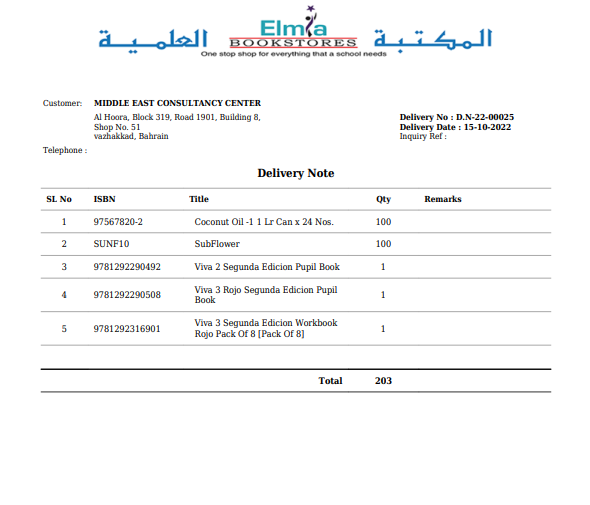 العلمية Elmia المكتبة
BOOKSTORES
One stop shop for everything that a school needs
Customer: MIDDLE EAST CONSULTANCY CENTER
Al Hoora, Block 319, Road 1901, Building 8, Delivery No : D.N-22-00025
Shop No. 51 Delivery Date : 15-10-2022
vazhakkad, Bahrain Inquiry Ref :
Telephone :
Delivery Note
SL No ISBN Title Qty Remarks
1 97567820-2 Coconut Oil -1 1 Lr Can x 24 Nos. 100
2 SUNF10 SubFlower 100
3 9781292290492 Viva 2 Segunda Edicion Pupil Book 1
4 9781292290508 Viva 3 Rojo Segunda Edicion Pupil 1
Book
5 9781292316901 Viva 3 Segunda Edicion Workbook 1
Rojo Pack Of 8 [Pack Of 8]
Total 203